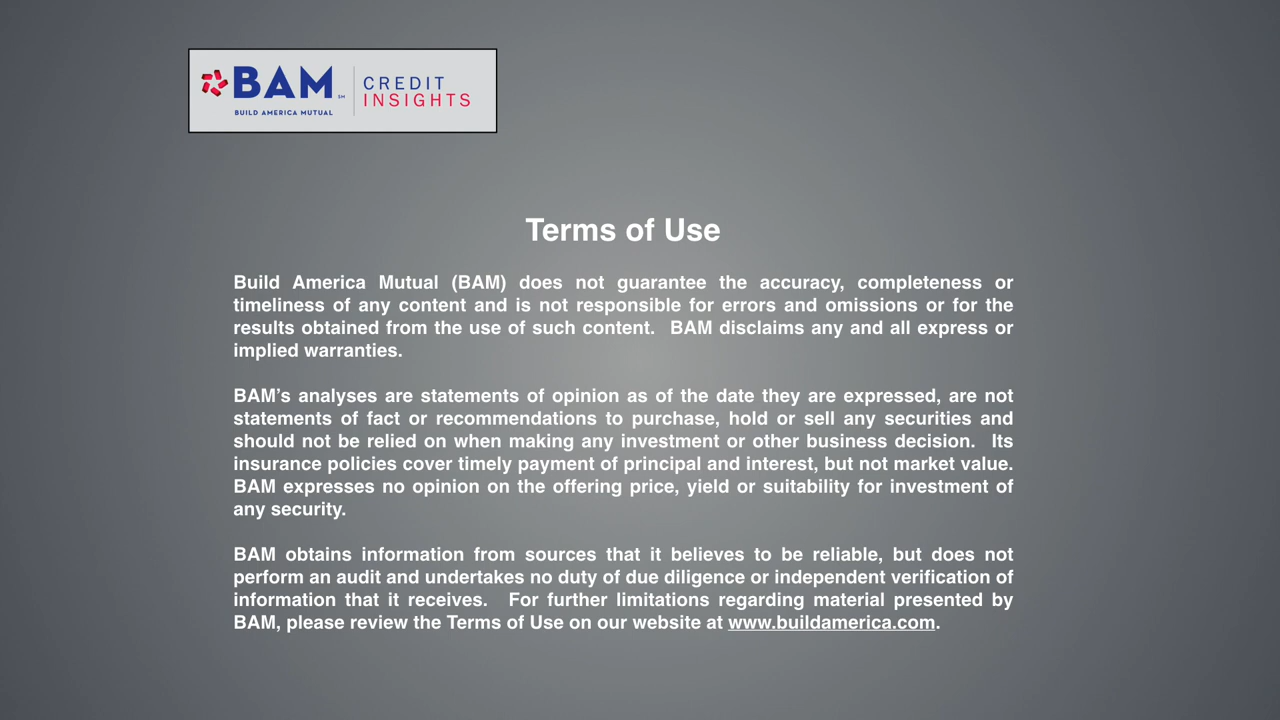 BAM SM
BUILD AMERICA MUTUAL
CREDIT
INSIGHTS
Terms of Use
Build America Mutual (BAM) does not guarantee the accuracy, completeness or
timeliness of any content and is not responsible for errors and omissions or for the
results obtained from the use of such content.  BAM disclaims any and all express or
implied warranties.
BAM’s analyses are statements of opinion as of the date they are expressed, are not
statements of fact or recommendations to purchase, hold or sell any securities and
should not be relied on when making any investment or other business decision.  Its
insurance policies cover timely payment of principal and interest, but not market value.
BAM expresses no opinion on the offering price, yield or suitability for investment of
any security.
BAM obtains information from sources that it believes to be reliable, but does not
perform an audit and undertakes no duty of due diligence or independent verification of
information that it receives.  For further limitations regarding material presented by
BAM, please review the Terms of Use on our website at www.buildamerica.com.